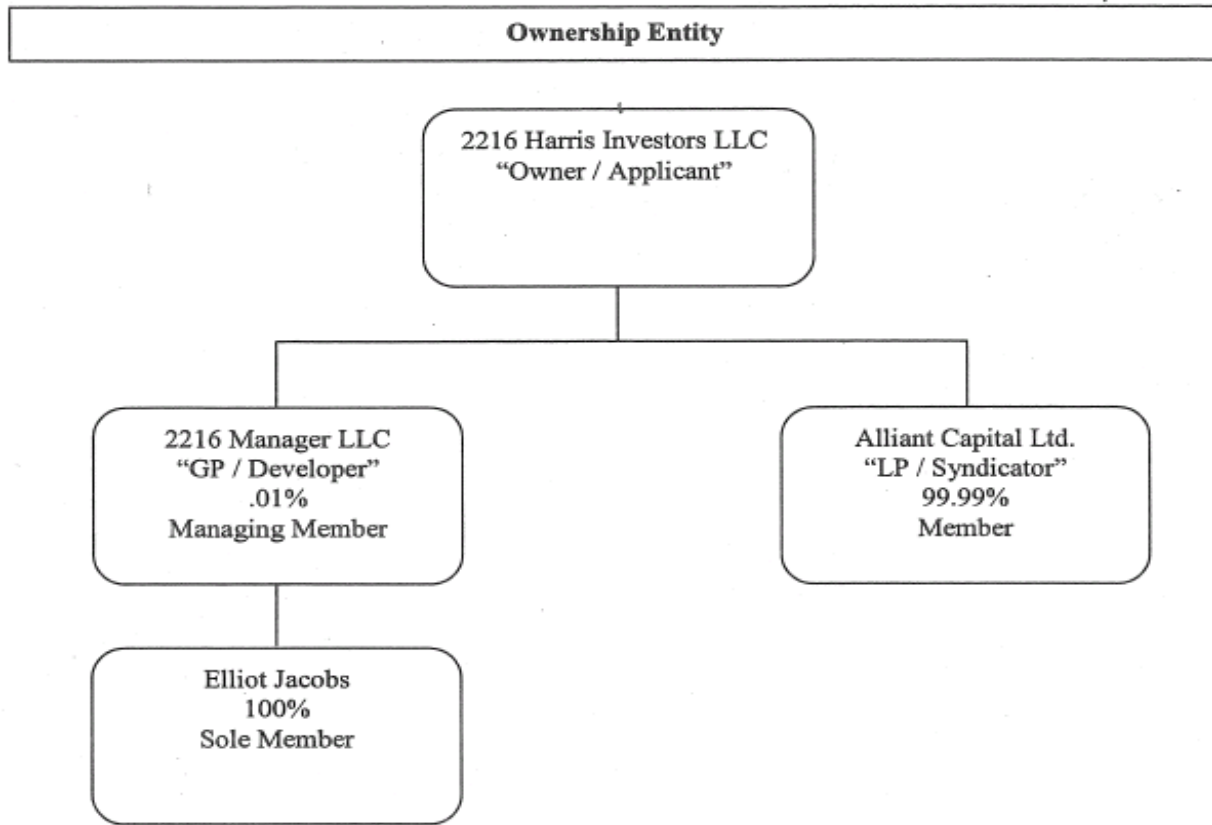 Ownership Entity
2216 Harris Investors LLC
“Owner / Applicant”
2216 Manager LLC
“GP / Developer”
.01%
Managing Member
Alliant Capital Ltd.
“LP / Syndicator”
99.99%
Member
Elliot Jacobs
100%
Sole Member